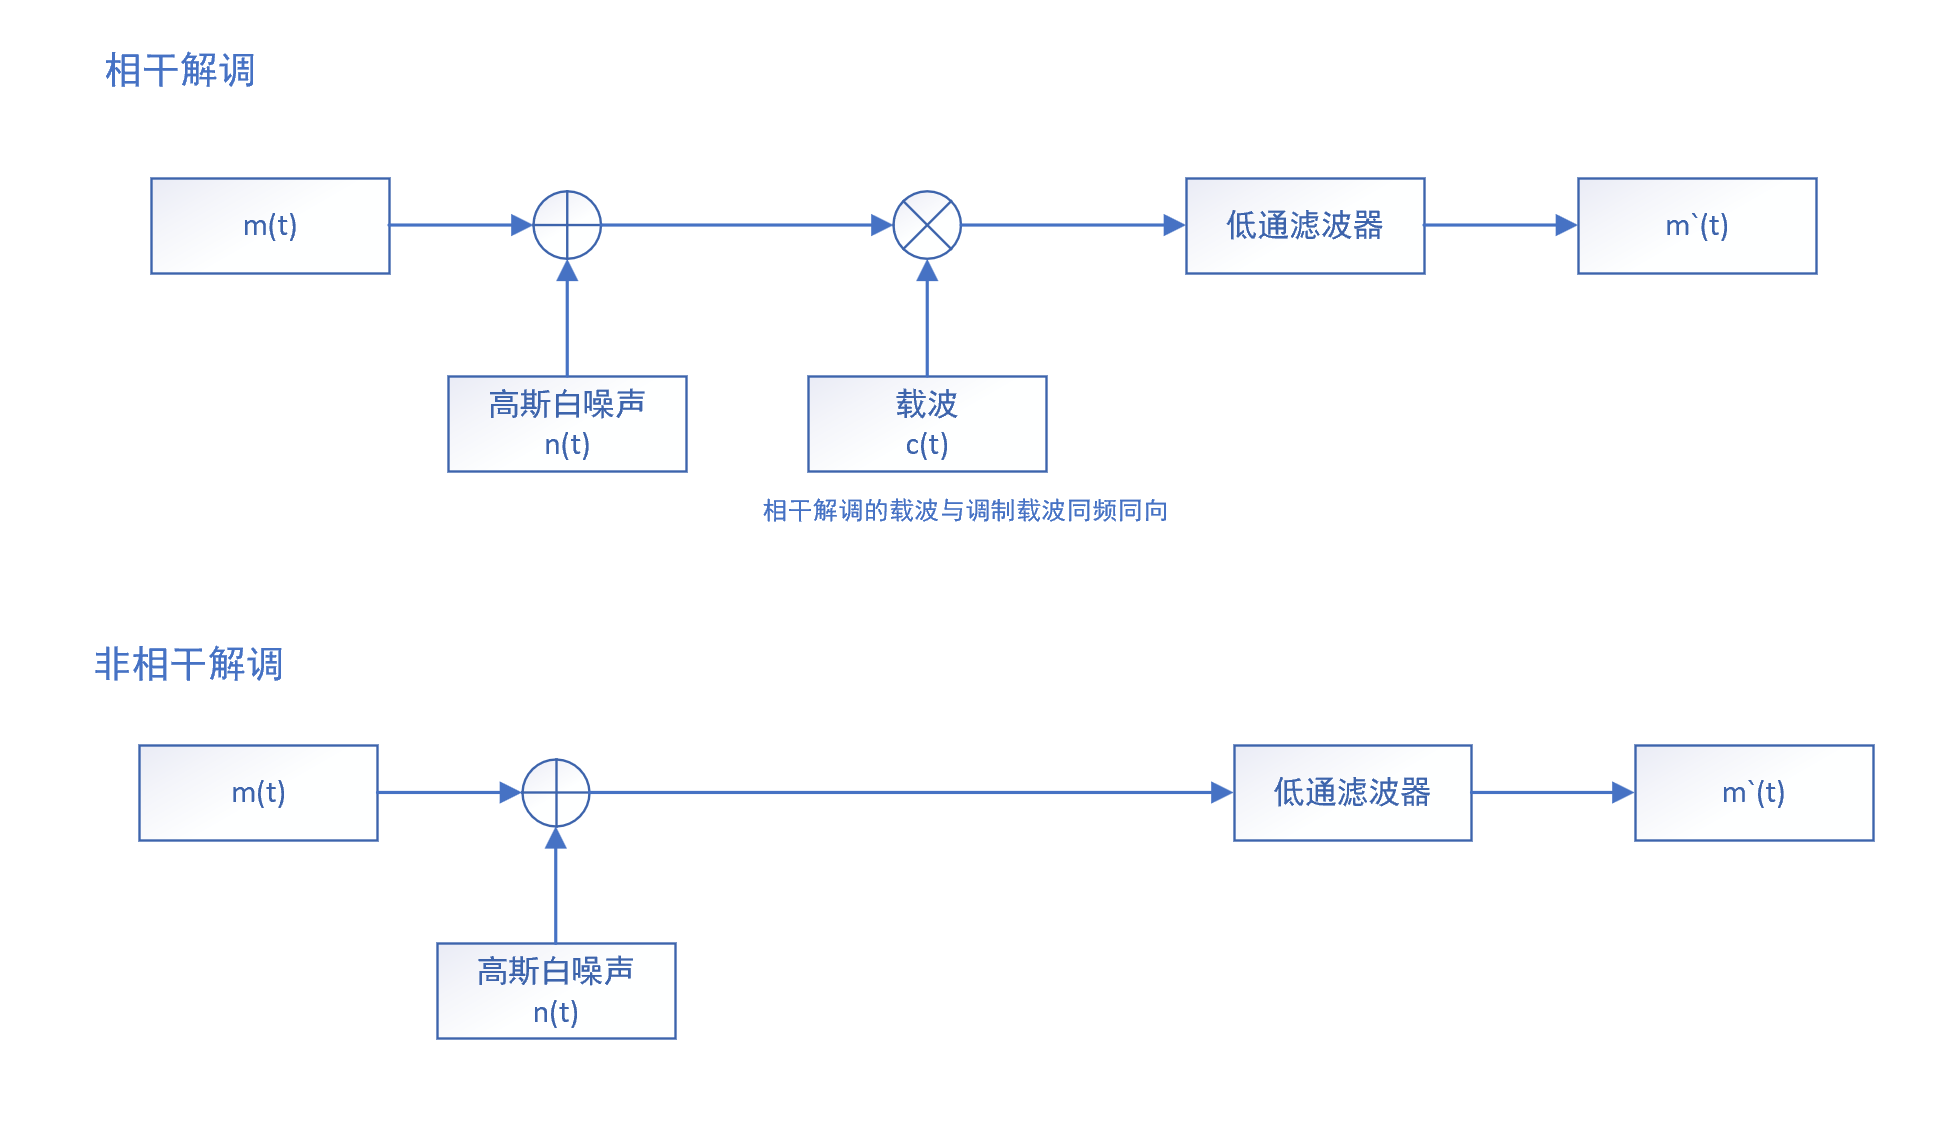 相干解调
m(t)
低通滤波器
m`(t)
高斯白噪声
n(t)
载波
c(t)
相干解调的载波与调制载波同频同向
非相干解调
m(t)
低通滤波器
m`(t)
高斯白噪声
n(t)